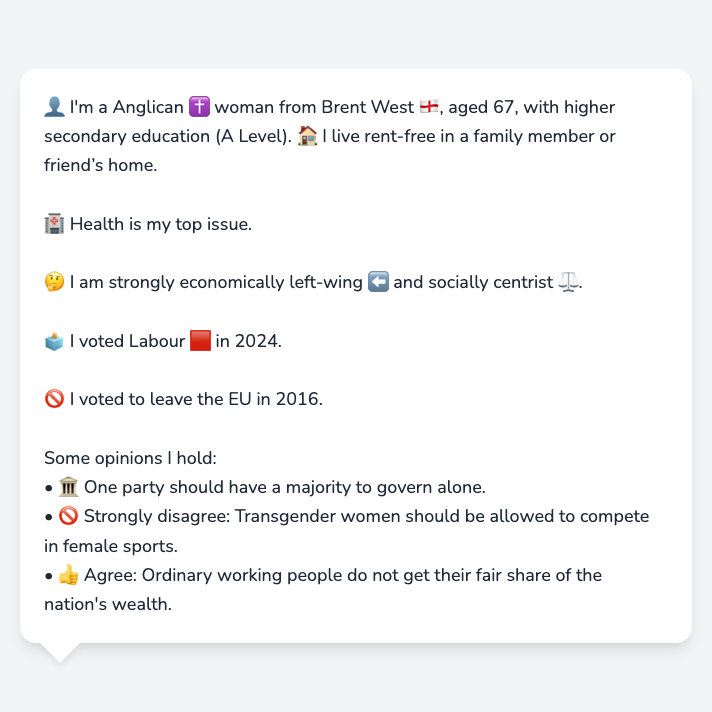 👤 I'm a Anglican ✝️ woman from Brent West 🏴󠁧󠁢󠁥󠁮󠁧󠁿, aged 67, with higher
secondary education (A Level). 🏠 I live rent-free in a family member or
friend’s home.
🏥 Health is my top issue.
🤔 I am strongly economically left-wing ⬅️ and socially centrist ⚖️.
🗳️ I voted Labour 🟥 in 2024.
🚫 I voted to leave the EU in 2016.
Some opinions I hold:
• 🏛️ One party should have a majority to govern alone.
• 🚫 Strongly disagree: Transgender women should be allowed to compete
in female sports.
• 👍 Agree: Ordinary working people do not get their fair share of the
nation's wealth.